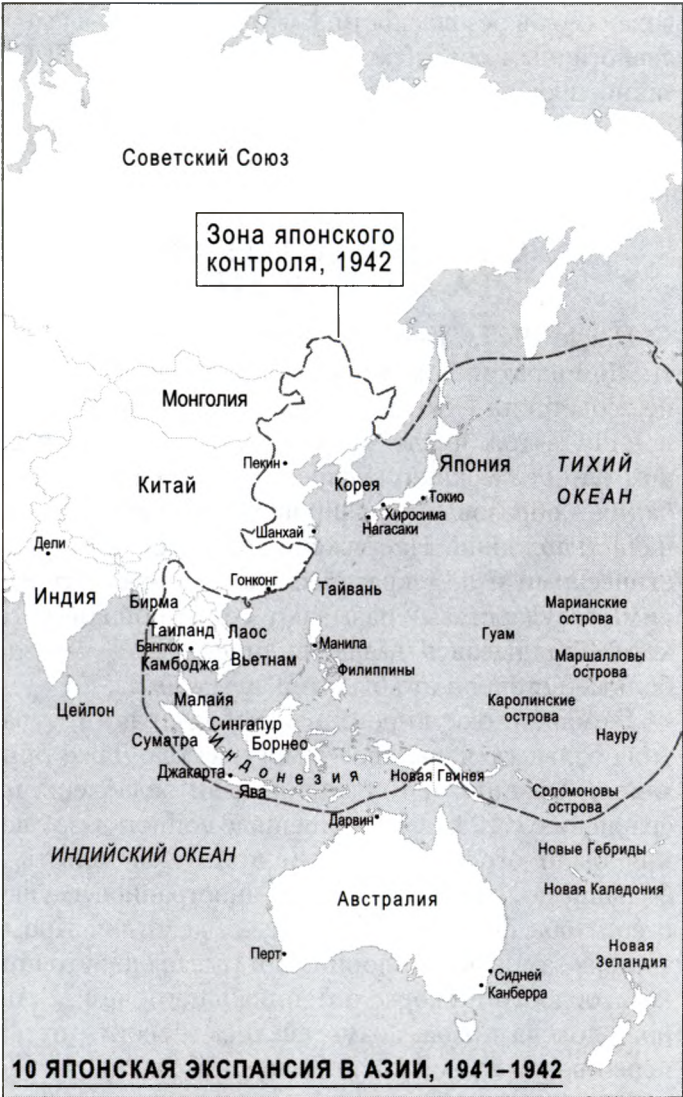 Советский Союз
Зона японского
контроля, 1942
Монголия
Пекин
Китай
Корея
Япония
ТИХИЙ
ОКЕАН
Токио
Хиросима
Нагасаки
Шанхай
Дели
Гонконг
Тайвань
Индия
Бирма
Марианские
острова
Таиланд
Лаос
Гуам
Бангкок
Манила
Вьетнам
Камбоджа
Филиппины
Маршалловы
острова
Цейлон
Малайя
Каролинские
острова
Сингапур
Науру
Суматра
Борнео
Индонезия
Джакарта
Новая Гвинея
Ява
Соломоновы
острова
Дарвин
ИНДИЙСКИЙ ОКЕАН
Новые Гебриды
Австралия
Новая Каледония
Перт
Новая
Зеландия
Сидней
Канберра
10 ЯПОНСКАЯ ЭКСПАНСИЯ В АЗИИ, 1941–1942